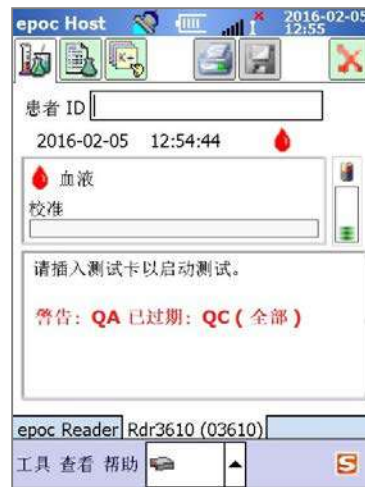 epoc Host
2016-02-05
12:55
K+
患者 ID
2016-02-05 12:54:44
血液
校准
请插入测试卡以启动测试。
警告: QA 已过期: QC ( 全部 )
epoc Reader Rdr3610 (03610)
工具 查看 帮助
S